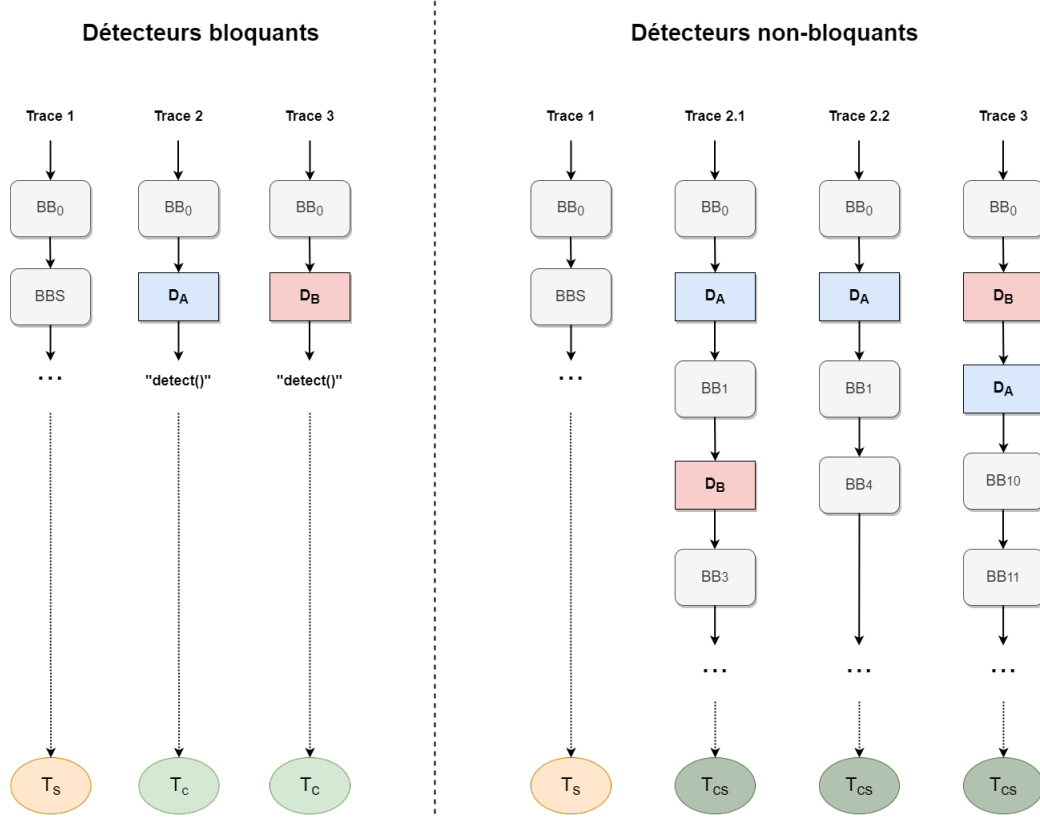 Détecteurs bloquants
Détecteurs non-bloquants
Trace 1
Trace 2
Trace 3
Trace 1
Trace 2.1
Trace 2.2
Trace 3
BB0
BB0
BB0
BB0
BB0
BB0
BB0
BBS
DA
DB
BBS
DA
DA
DB
...
"detect()"
"detect()"
...
BB1
BB1
DA
DB
BB4
BB10
BB3
BB11
...
...
...
TS
TC
TC
TS
TCS
TCS
TCS